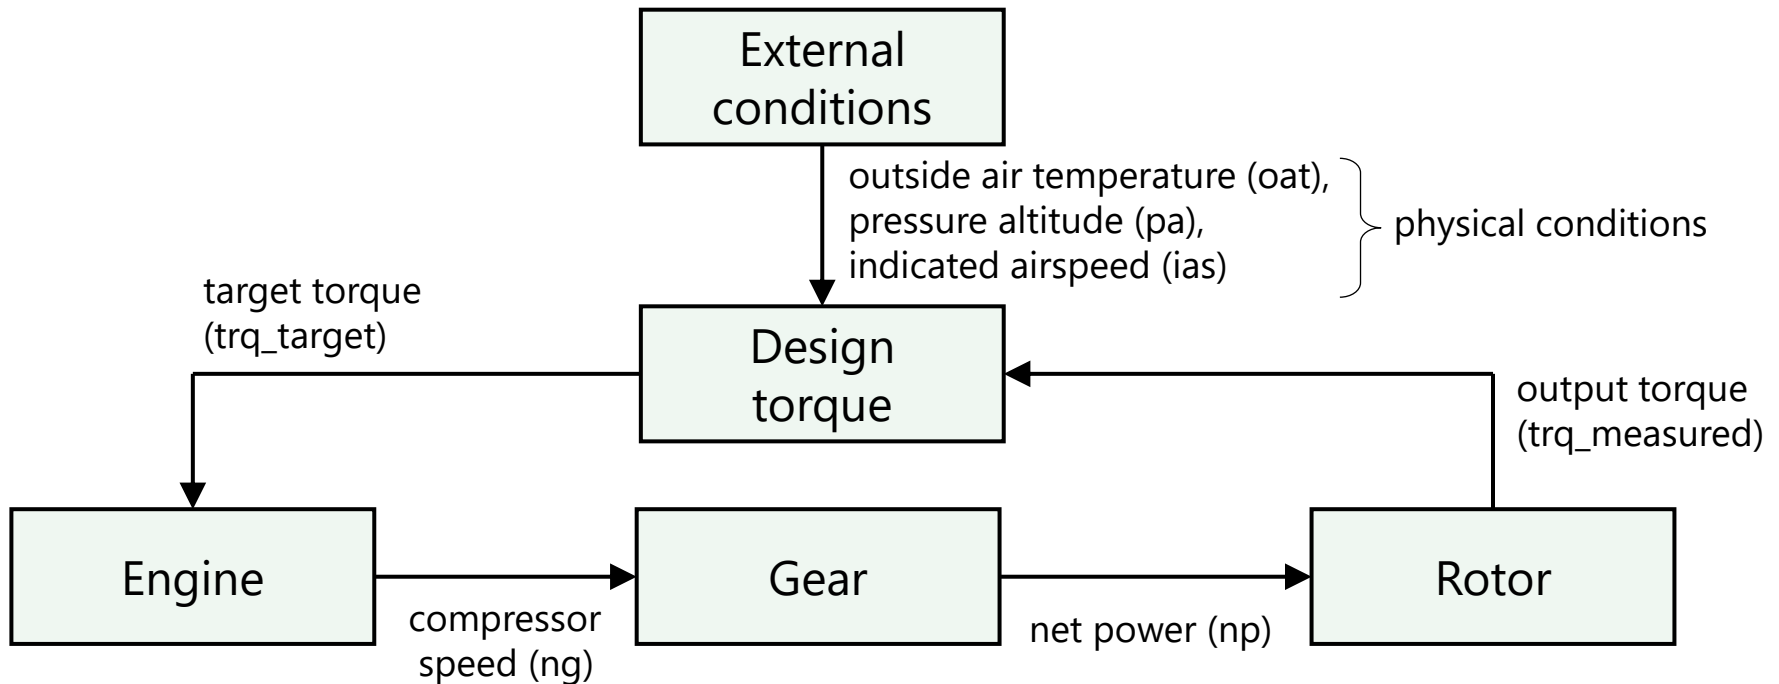 External
conditions
outside air temperature (oat),
pressure altitude (pa),
indicated airspeed (ias)
physical conditions
target torque
(trq_target)
Design
torque
output torque
(trq_measured)
Engine
compressor
speed (ng)
Gear
net power (np)
Rotor